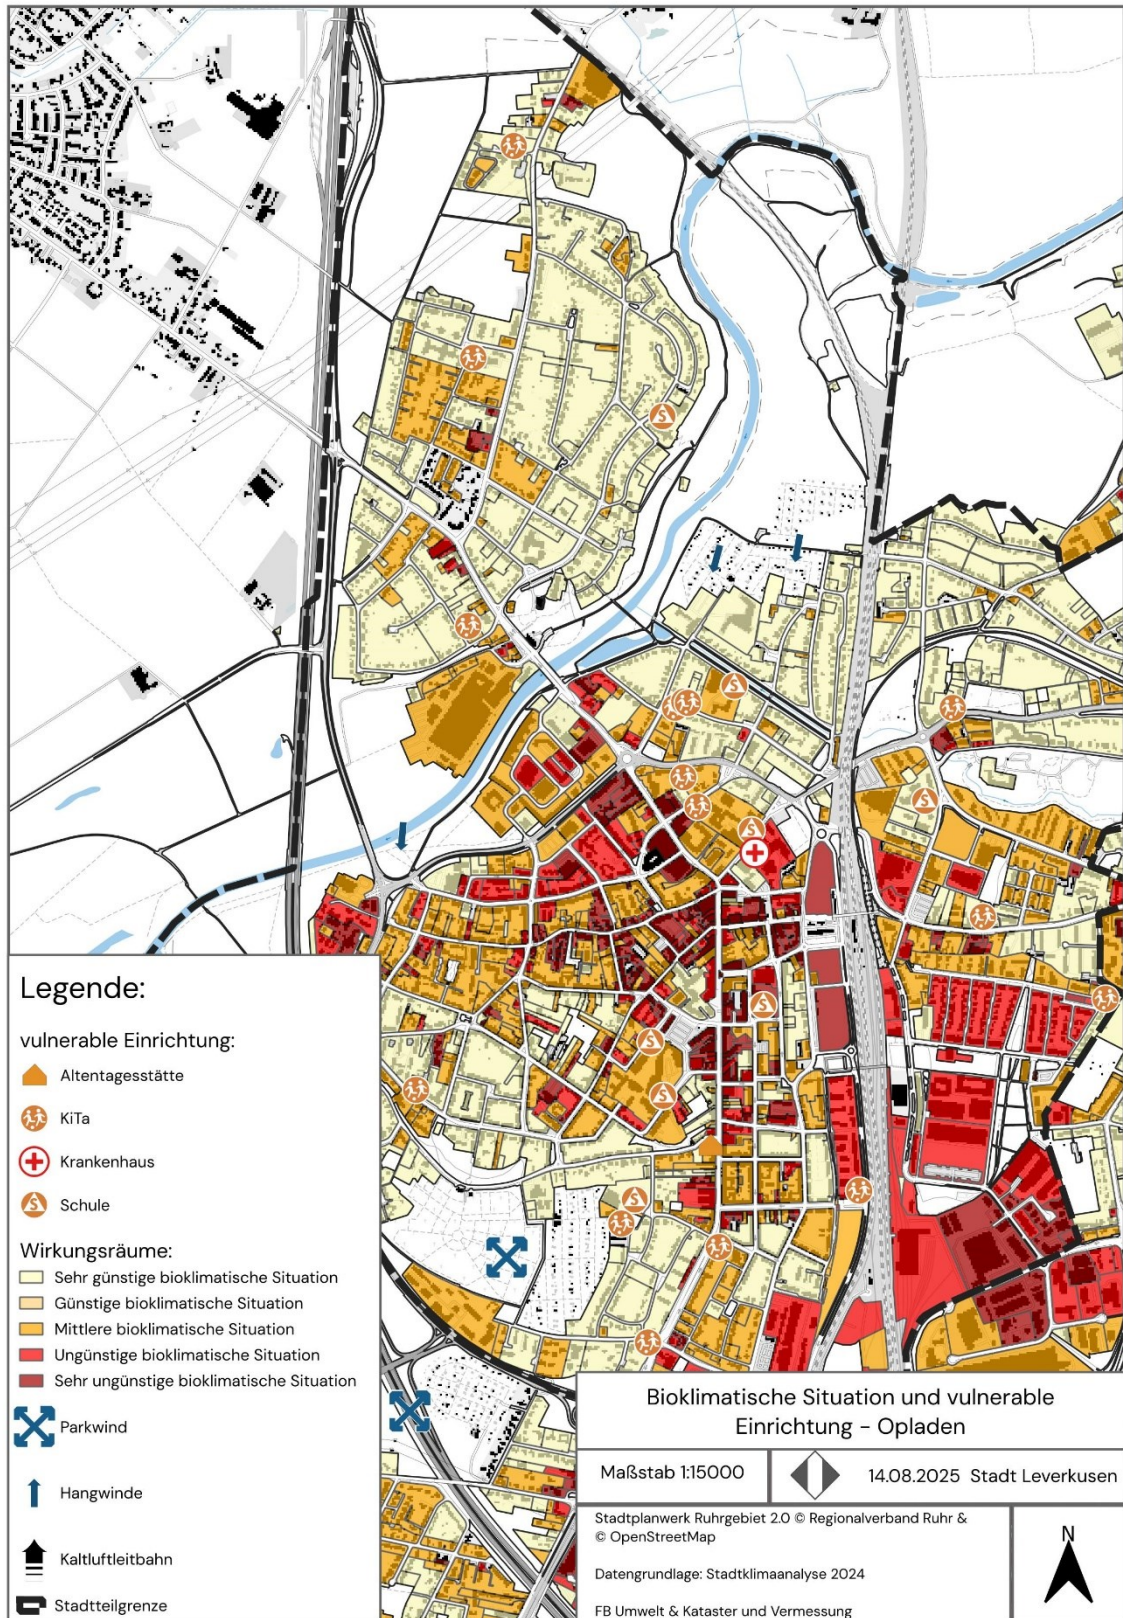 Legende:
vulnerable Einrichtung:
Altentagesstätte
KiTa
Krankenhaus
Schule
Wirkungsräume:
Sehr günstige bioklimatische Situation
Günstige bioklimatische Situation
Mittlere bioklimatische Situation
Ungünstige bioklimatische Situation
Sehr ungünstige bioklimatische Situation
Parkwind
Hangwinde
Kaltluftleitbahn
Stadtteilgrenze
Bioklimatische Situation und vulnerable
Einrichtung - Opladen
Maßstab 1:15000
14.08.2025 Stadt Leverkusen
Stadtplanwerk Ruhrgebiet 2.0 © Regionalverband Ruhr &
© OpenStreetMap
Datengrundlage: Stadtklimaanalyse 2024
FB Umwelt & Kataster und Vermessung
N